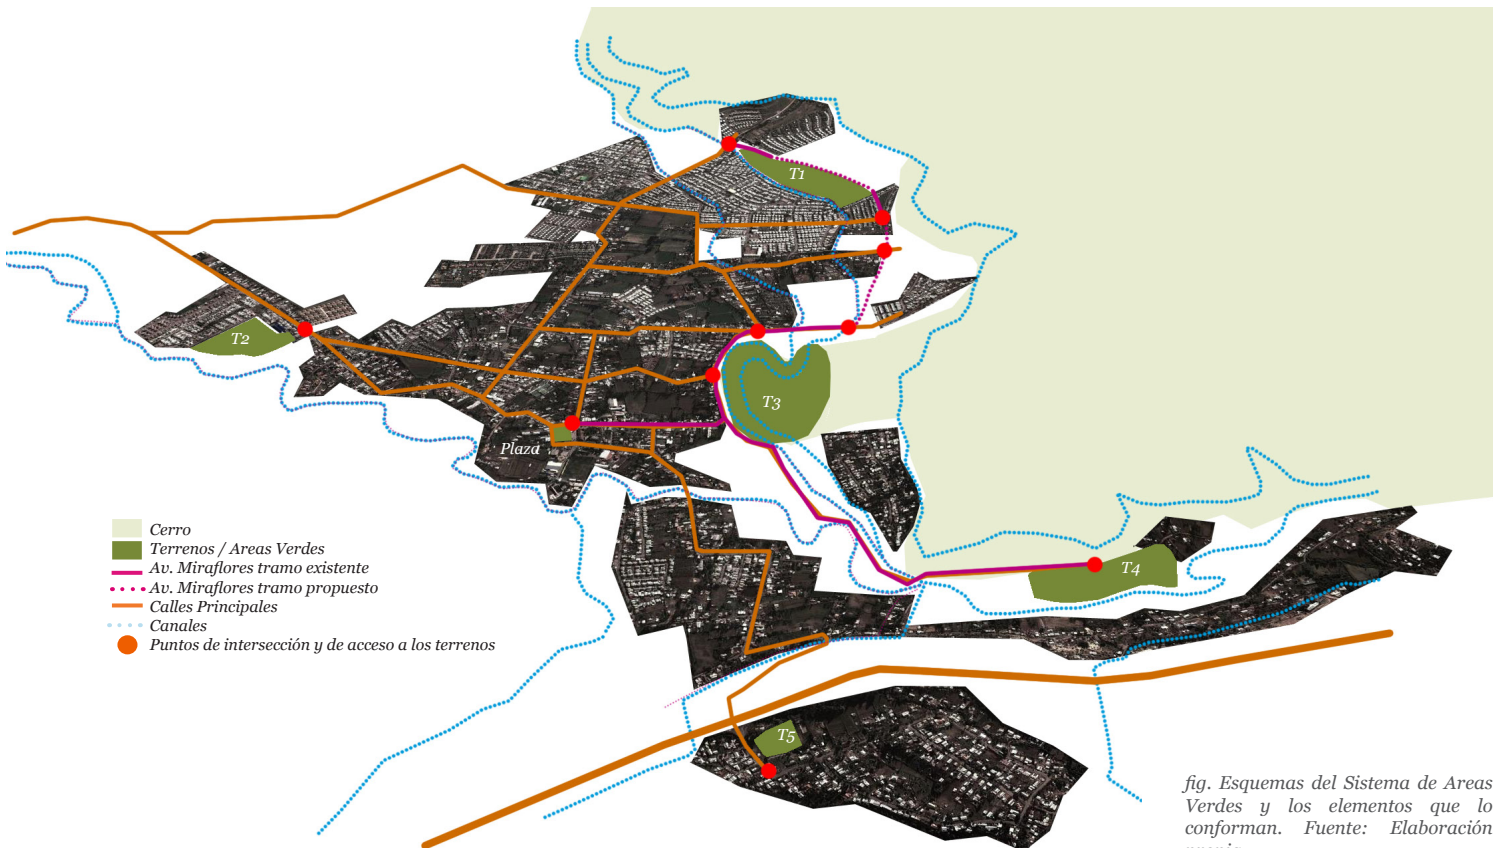 T1
T2
T3
Plaza
T4
T5
Cerro
Terrenos / Areas Verdes
Av. Miraflores tramo existente
Av. Miraflores tramo propuesto
Calles Principales
Canales
Puntos de intersección y de acceso a los terrenos
fig. Esquemas del Sistema de Areas
Verdes y los elementos que lo
conforman. Fuente: Elaboración